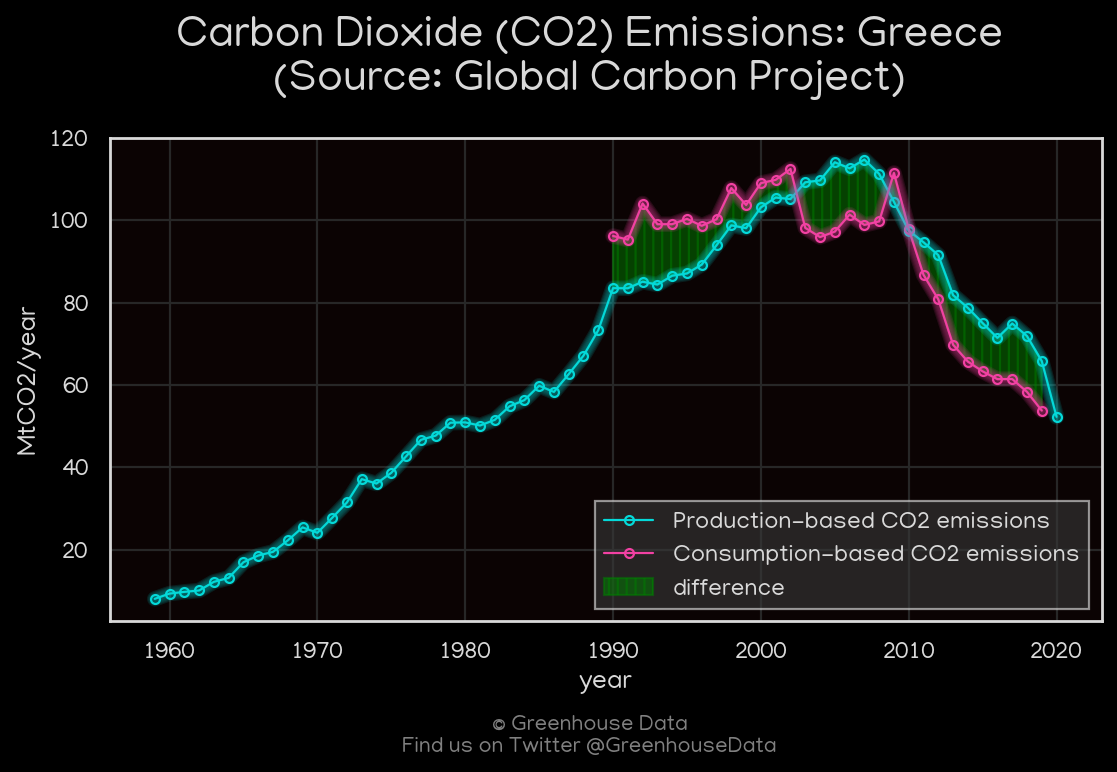 Carbon Dioxide (CO2) Emissions: Greece
(Source: Global Carbon Project)
120
100
80
60
40
20
MtCO2/year
Production-based CO2 emissions
Consumption-based CO2 emissions
difference
1960 1970 1980 1990 2000 2010 2020
year
© Greenhouse Data
Find us on Twitter @GreenhouseData